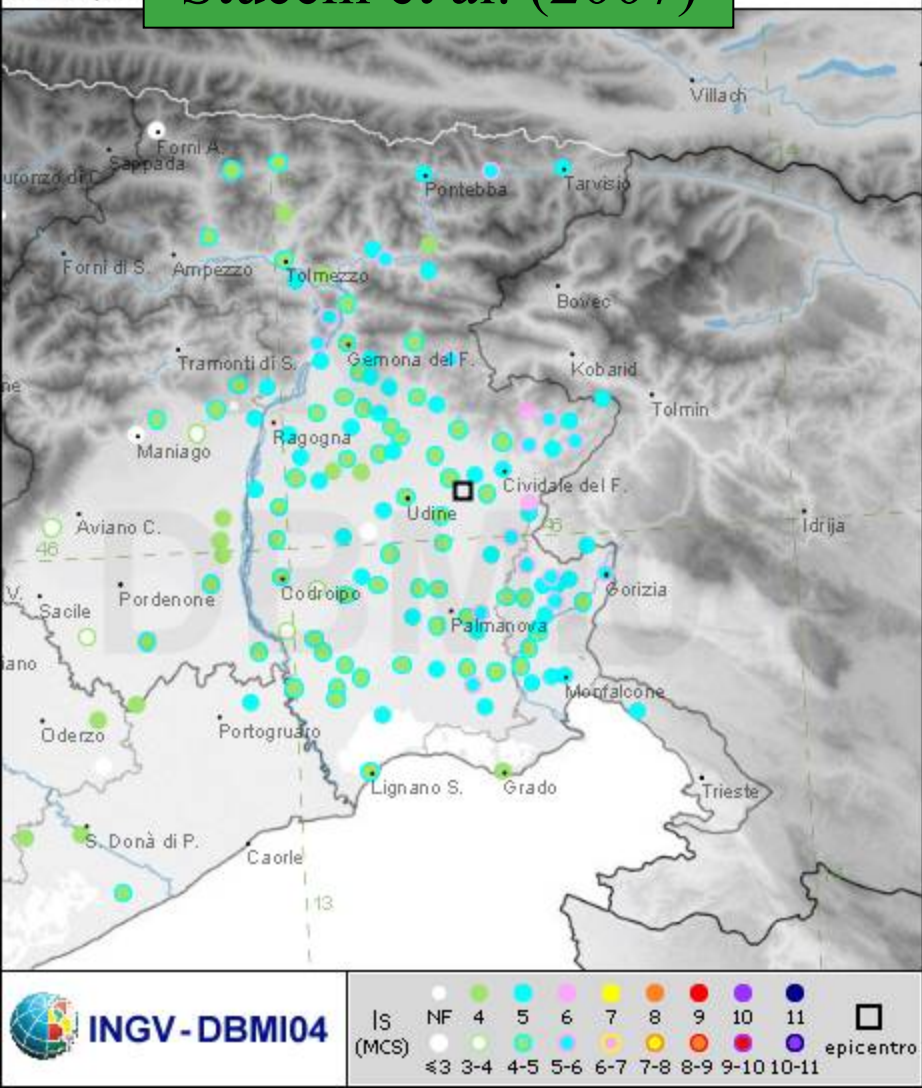 Stucchi et al. (2007)
Villach
Forni A.
Sappada
Pontebba
Tarvisio
Forni di S.
Ampezzo
Tolmezzo
Bovec
Tramonti di S.
Gemona del F.
Kobarid
Tolmin
Ragogna
Maniago
Cividale del F.
Udine
Aviano C.
Idrija
46
46
Pordenone
Codroipo
Gorizia
V.
Sacile
Palmanova
iano
Monfalcone
Oderzo
Portogruaro
Lignano S.
Grado
Trieste
S. Donà di P.
Caorle
13
INGV-DBMI04
Is
(MCS)
NF 4 5 6 7 8 9 10 11
≤3 3-4 4-5 5-6 6-7 7-8 8-9 9-10 10-11
epicentro